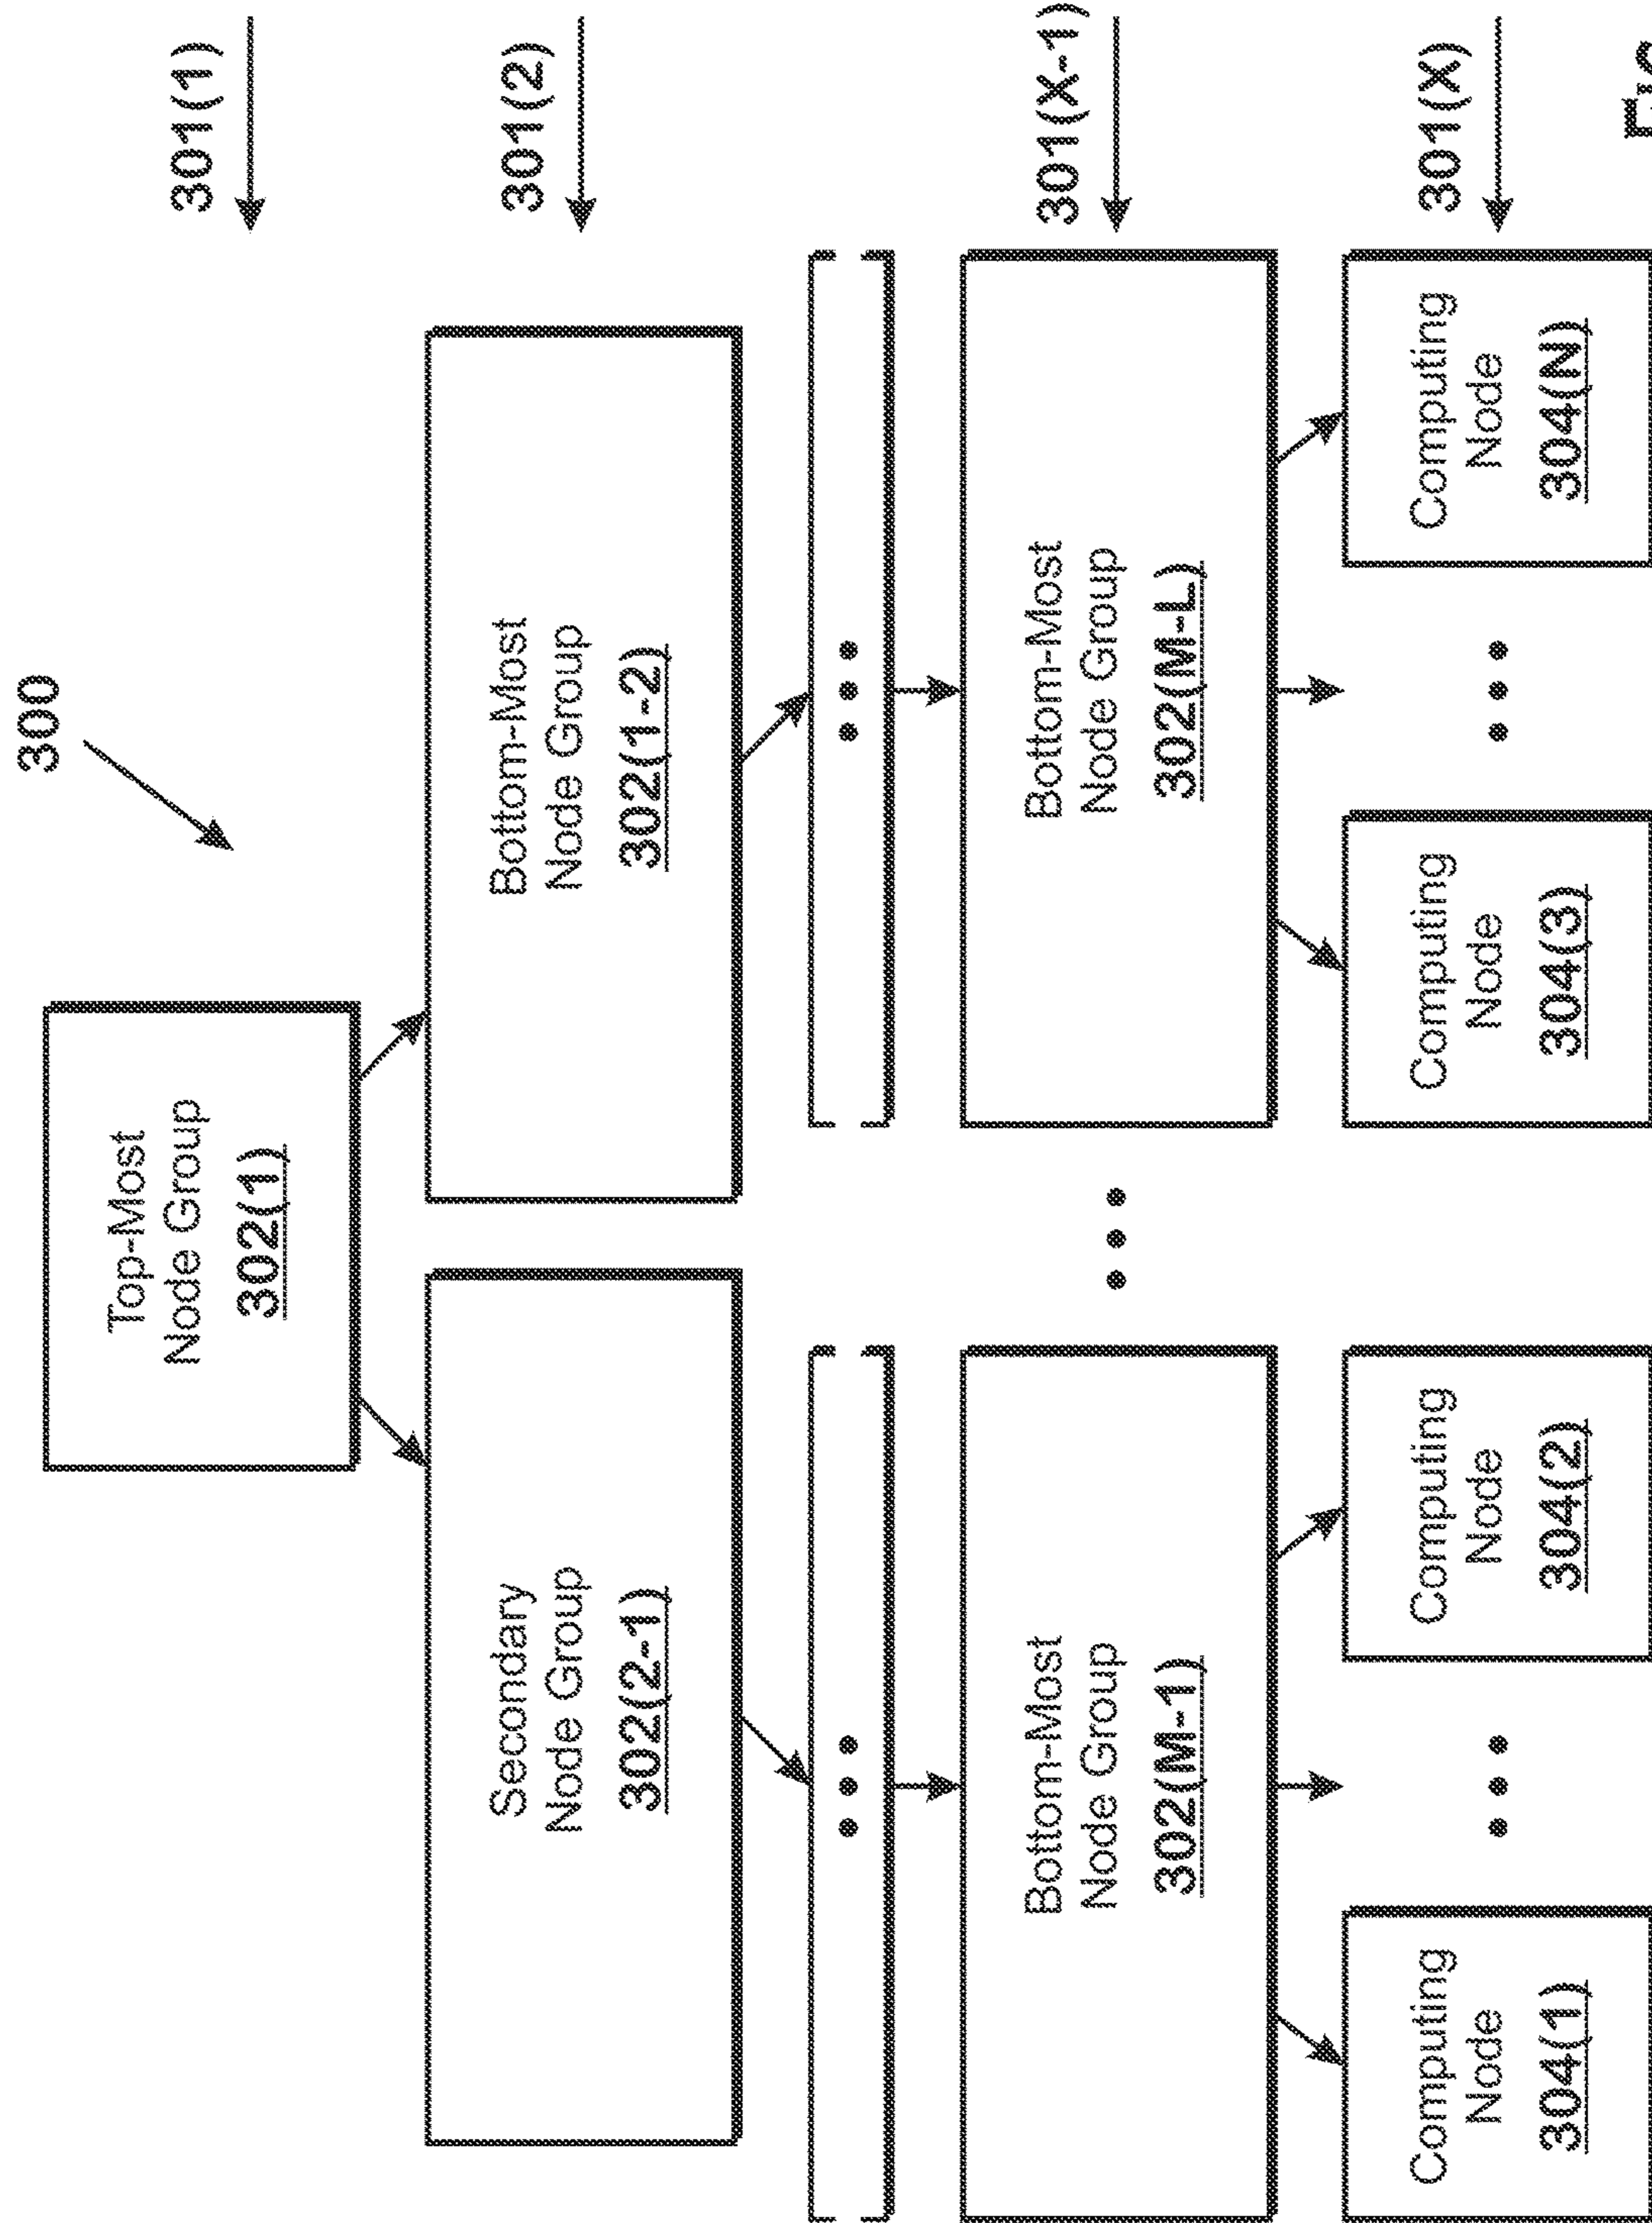 300
Top-Most
Node Group
302(1)
301(1)
Secondary
Node Group
302(2-1)
Bottom-Most
Node Group
302(1-2)
301(2)
Bottom-Most
Node Group
302(M-1)
Bottom-Most
Node Group
302(M-L)
301(X-1)
Computing
Node
304(1)
Computing
Node
304(2)
Computing
Node
304(3)
Computing
Node
304(N)
301(X)